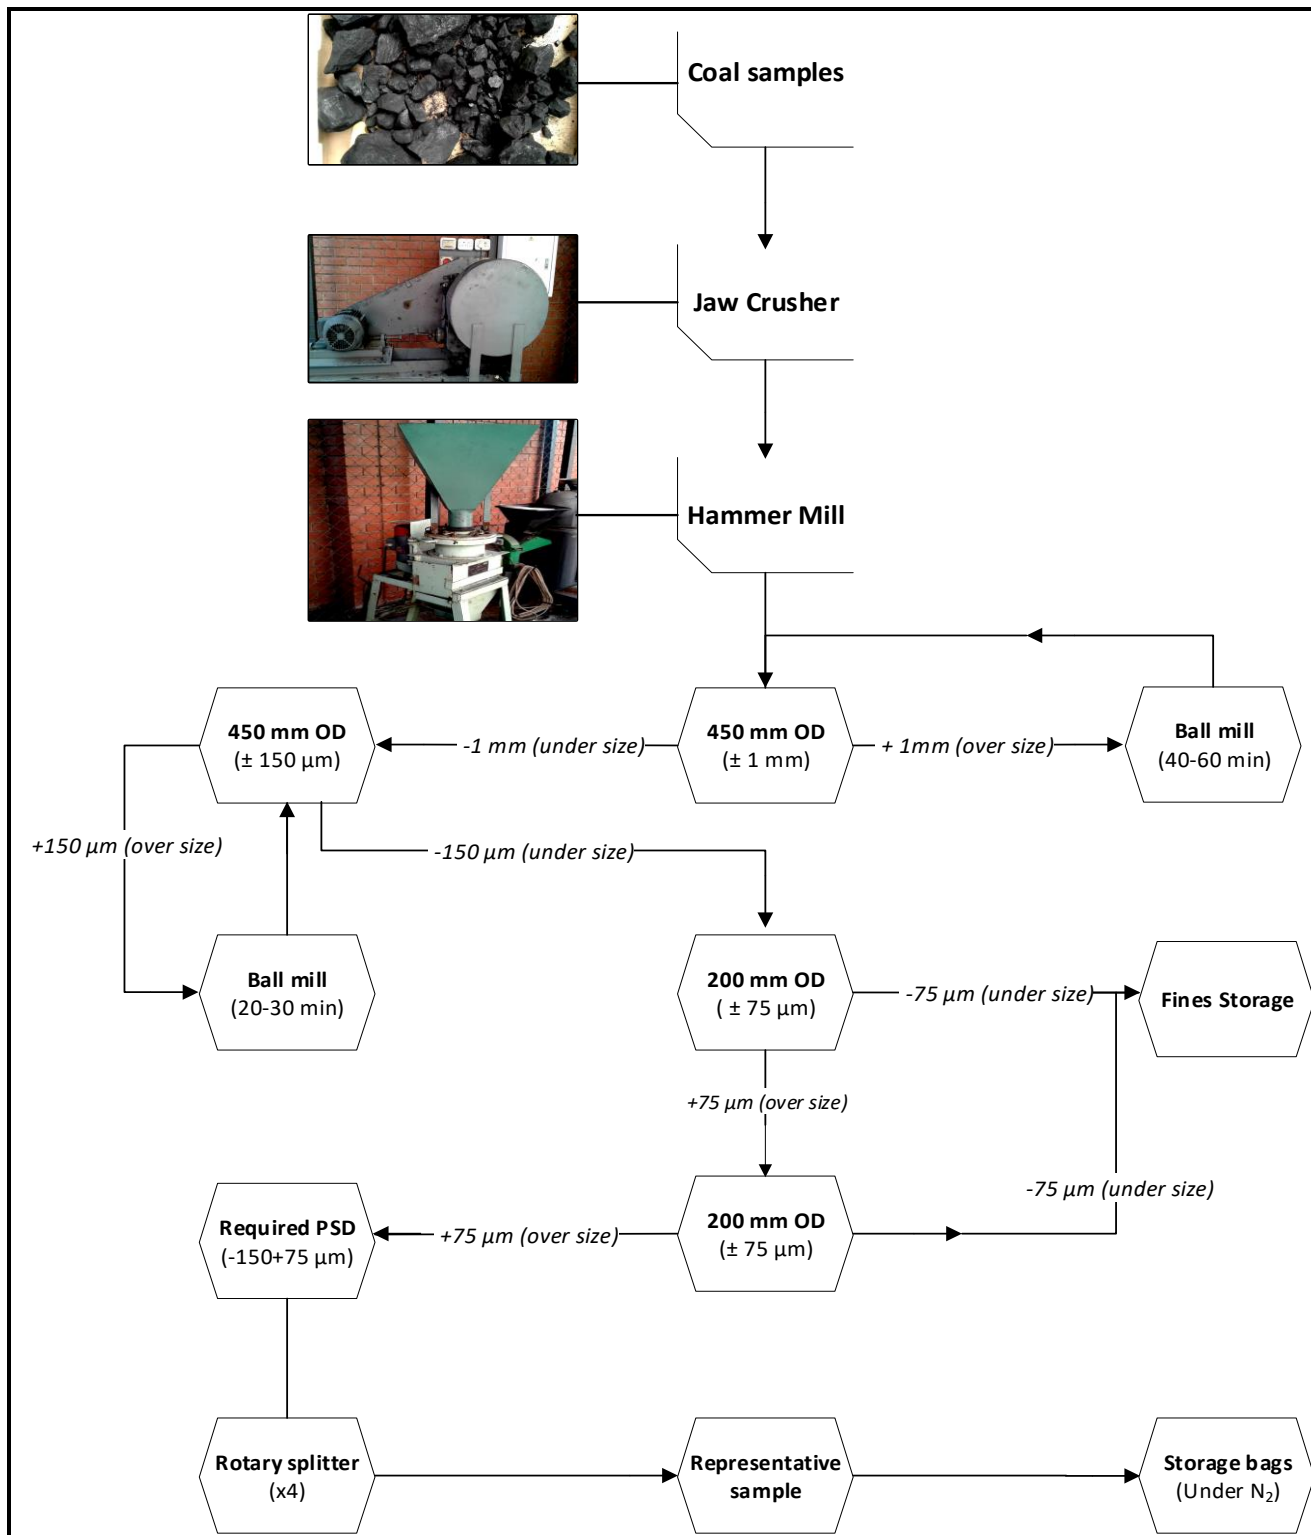 Coal samples
Jaw Crusher
Hammer Mill
450 mm OD
(± 150 µm)
-1 mm (under size)
450 mm OD
(± 1 mm)
+ 1mm (over size)
Ball mill
(40-60 min)
+150 µm (over size)
-150 µm (under size)
Ball mill
(20-30 min)
200 mm OD
( ± 75 µm)
-75 µm (under size)
Fines Storage
+75 µm (over size)
-75 µm (under size)
Required PSD
(-150+75 µm)
+75 µm (over size)
200 mm OD
(± 75 µm)
Rotary splitter
(x4)
Representative
sample
Storage bags
(Under N₂)